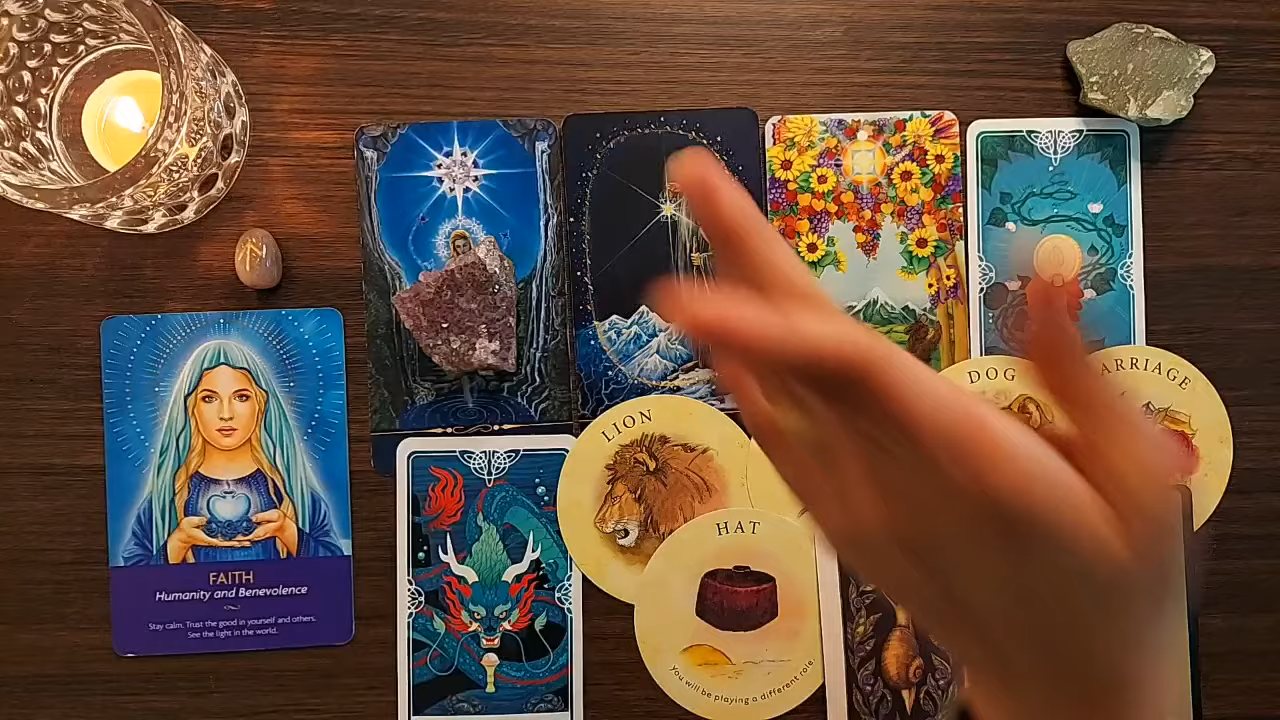 FAITH
Humanity and Benevolence
Stay calm. Trust the good in yourself and others.
See the light in the world.
LION
HAT
You will be playing a different role.
DOG
ARRIAGE